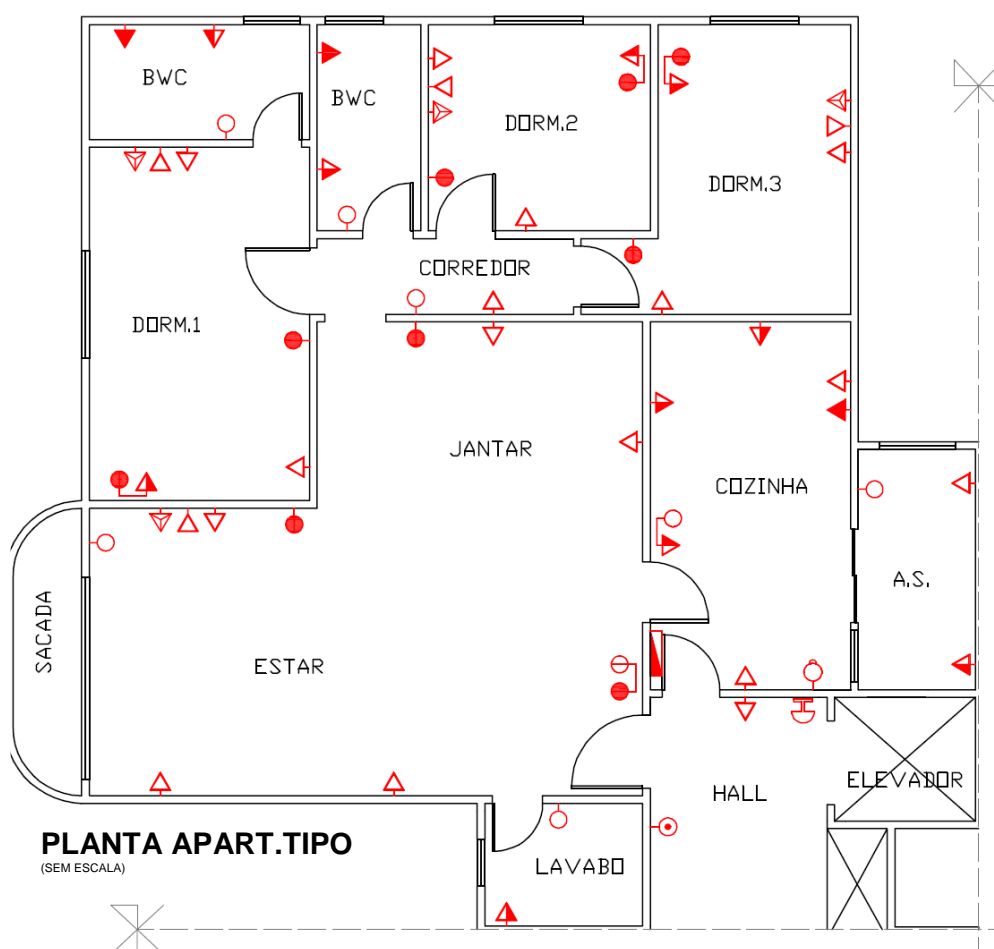 BWC
BWC
DORM.2
DORM.3
CORREDOR
DORM.1
JANTAR
COZINHA
A.S.
SACADA
ESTAR
HALL
ELEVADOR
LAVABO
PLANTA APART.TIPO
(SEM ESCALA)